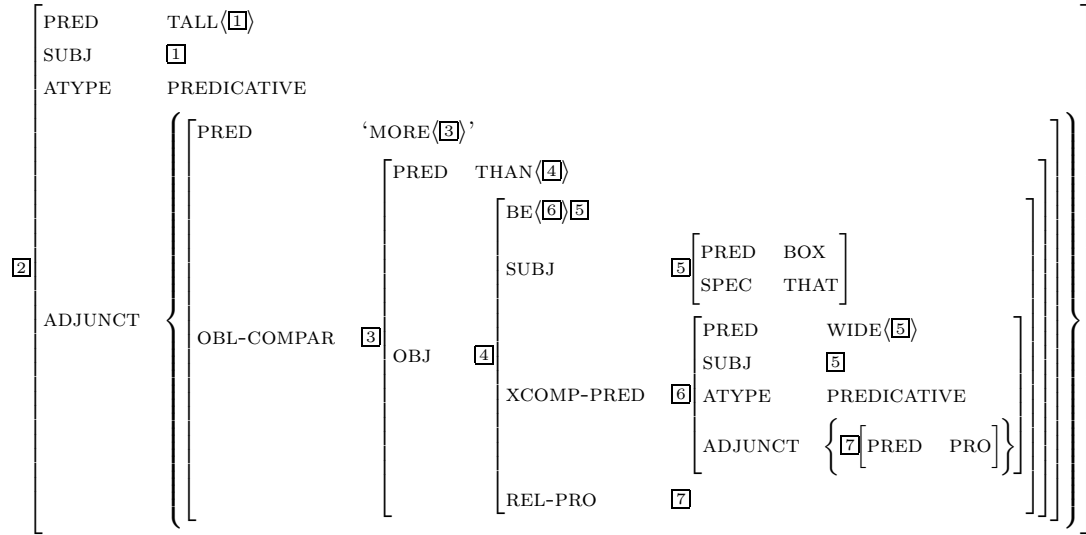 PRED TALL⟨1⟩
SUBJ 1
ATYPE PREDICATIVE
PRED ‘MORE⟨3⟩’
PRED THAN⟨4⟩
BE⟨6⟩5
PRED BOX
SUBJ 5
SPEC THAT
2
ADJUNCT
PRED WIDE⟨5⟩
OBL-COMPAR 3
OBJ 4
SUBJ 5
XCOMP-PRED 6
ATYPE PREDICATIVE
ADJUNCT 7 PRED PRO
REL-PRO 7